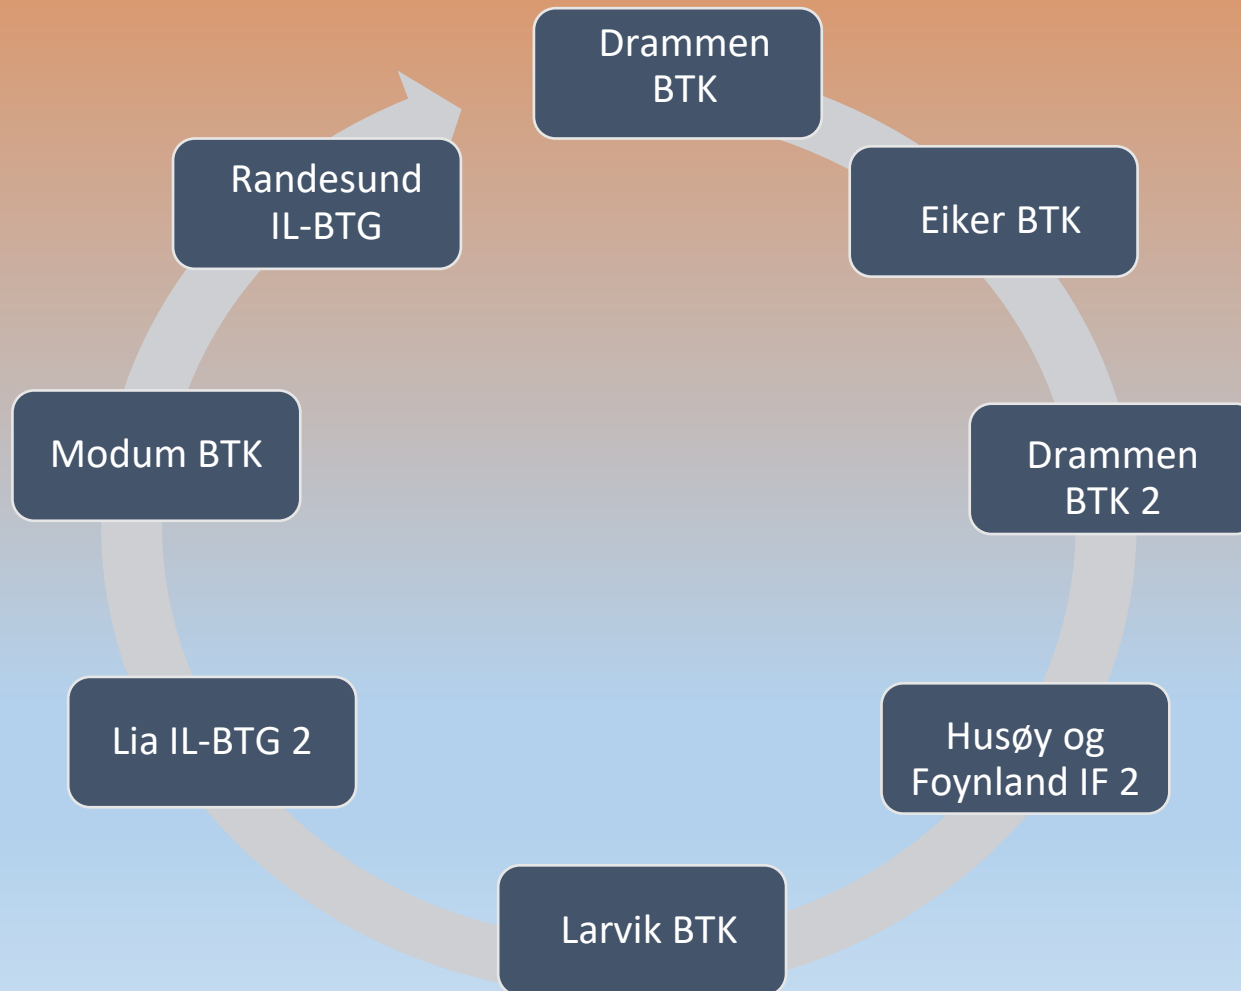 Drammen
BTK
Eiker BTK
Drammen
BTK 2
Husøy og
Foynland IF 2
Larvik BTK
Lia IL-BTG 2
Modum BTK
Randesund
IL-BTG